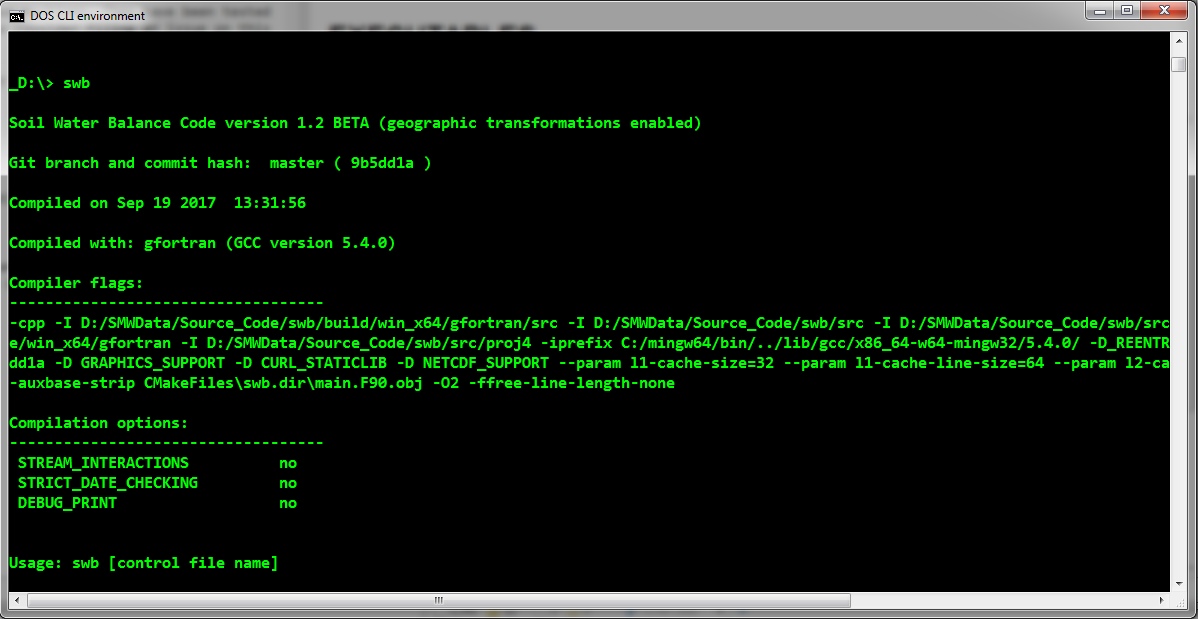 DOS CLI environment
_D:\> swb
Soil Water Balance Code version 1.2 BETA (geographic transformations enabled)
Git branch and commit hash:  master ( 9b5dd1a )
Compiled on Sep 19 2017  13:31:56
Compiled with: gfortran (GCC version 5.4.0)
Compiler flags:
-----------------------------------
-cpp -I D:/SMWData/Source_Code/swb/build/win_x64/gfortran/src -I D:/SMWData/Source_Code/swb/src -I D:/SMWData/Source_Code/swb/src
e/win_x64/gfortran -I D:/SMWData/Source_Code/swb/src/proj4 -iprefix C:/mingw64/bin/../lib/gcc/x86_64-w64-mingw32/5.4.0/ -D_REENTR
dd1a -D GRAPHICS_SUPPORT -D CURL_STATICLIB -D NETCDF_SUPPORT --param l1-cache-size=32 --param l1-cache-line-size=64 --param l2-ca
-auxbase-strip CMakeFiles\swb.dir\main.F90.obj -O2 -ffree-line-length-none
Compilation options:
-----------------------------------
STREAM_INTERACTIONS          no
STRICT_DATE_CHECKING         no
DEBUG_PRINT                  no
Usage: swb [control file name]